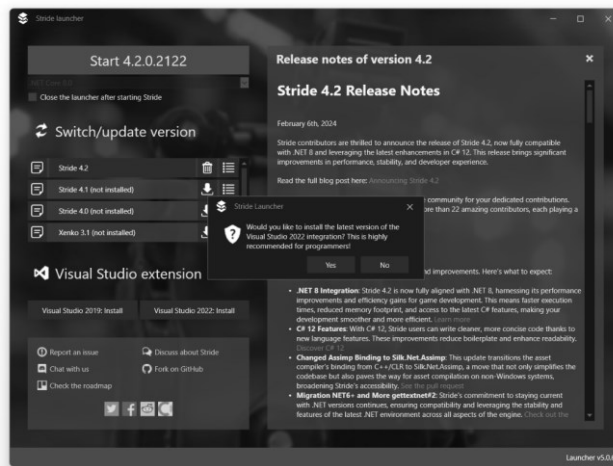 Stride launcher
Start 4.2.0.2122
.NET Core 3.0
Close the launcher after starting Stride
Switch/update version
Stride 4.2
Stride 4.1 (not installed)
Stride 4.0 (not installed)
Xenko 3.1 (not installed)
Visual Studio extension
Visual Studio 2019: Install
Visual Studio 2022: Install
Report an issue
Discuss about Stride
Chat with us
Fork on GitHub
Check the roadmap
Release notes of version 4.2
Stride 4.2 Release Notes
February 6th, 2024
Stride contributors are thrilled to announce the release of Stride 4.2, now fully compatible
with .NET 8 and leveraging the latest enhancements in C# 12. This release brings significant
improvements in performance, stability, and developer experience.
Read the full blog post here: Announcing Stride 4.2
community for your dedicated contributions.
ore than 22 amazing contributors, each playing a
Stride Launcher
Would you like to install the latest version of the
Visual Studio 2022 integration? This is highly
recommended for programmers!
Yes
No
nd improvements. Here's what to expect:
.NET 8 Integration: Stride 4.2 is now fully aligned with .NET 8, harnessing its performance
improvements and efficiency gains for game development. This means faster execution
times, reduced memory footprint, and access to the latest C# features, making your
development smoother and more efficient. Learn more
C# 12 Features: With C# 12, Stride users can write cleaner, more concise code thanks to
new language features. These improvements reduce boilerplate and enhance readability.
Discover C# 12
Changed Assimp Binding to Silk.Net.Assimp: This update transitions the asset
compiler's binding from C++/CLR to Silk.Net.Assimp, a move that not only simplifies the
codebase but also paves the way for asset compilation on non-Windows systems,
broadening Stride's accessibility. See the pull request
Migration NET6+ and More gettextnet#2: Stride's commitment to staying current
with .NET versions continues, ensuring compatibility and leveraging the stability and
features of the latest .NET environment across all aspects of the engine. Check out the
Launcher v5.0.